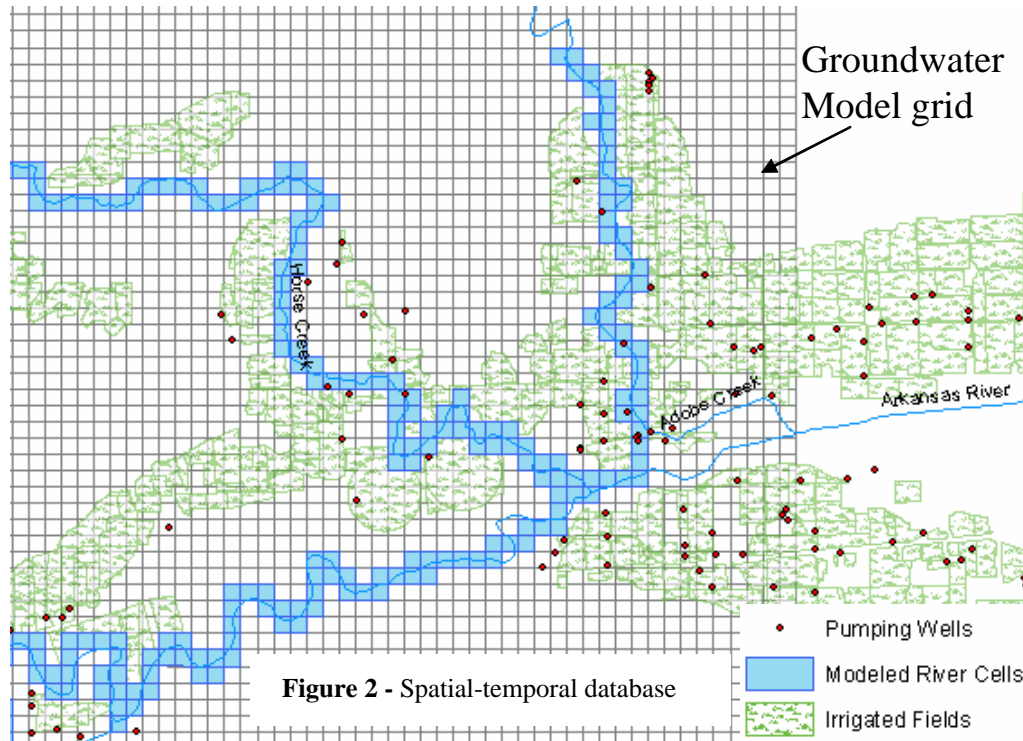 Groundwater
Model grid
Horse Creek
Adobe Creek
Arkansas River
Pumping Wells
Modeled River Cells
Irrigated Fields
Figure 2 - Spatial-temporal database